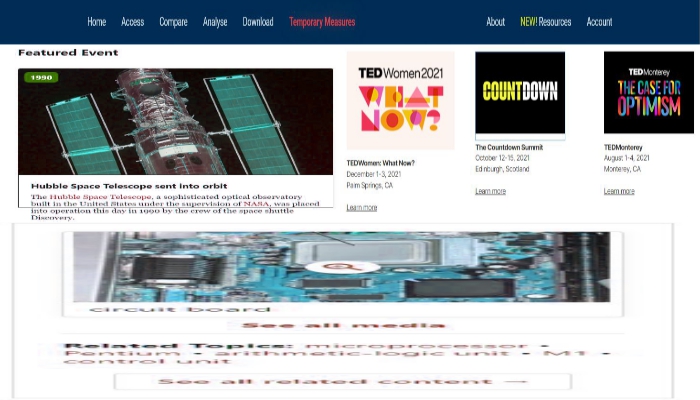 Home Access Compare Analyse Download Temporary Measures About NEW! Resources Account
Featured Event
1990
Hubble Space Telescope sent into orbit
The Hubble Space Telescope, a sophisticated optical observatory
built in the United States under the supervision of NASA, was placed
into operation this day in 1990 by the crew of the space shuttle
Discovery.
TEDWomen2021
WHAT
NOW?
TEDWomen: What Now?
December 1-3, 2021
Palm Springs, CA
Learn more
COUNTDOWN
The Countdown Summit
October 12-15, 2021
Edinburgh, Scotland
Learn more
TEDMonterey
THE CASE FOR
OPTIMISM
TEDMonterey
August 1-4, 2021
Monterey, CA
Learn more
circuit board
See all media
Related Topics: microprocessor •
Pentium • arithmetic-logic unit • M1 •
control unit
See all related content →